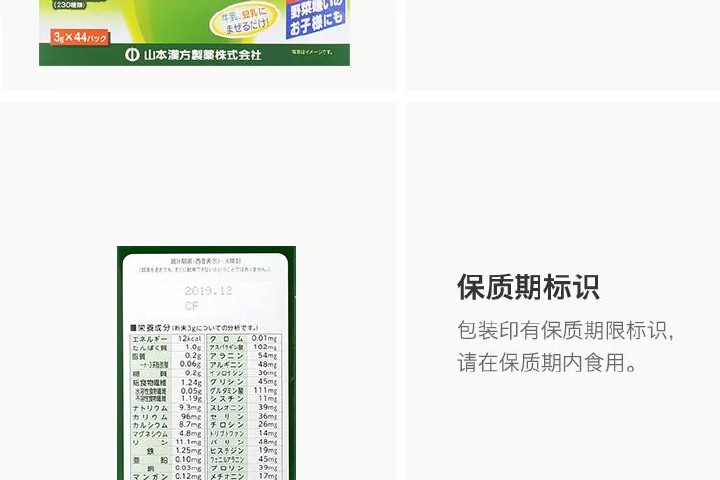 (230種類)
牛乳、豆乳に
まぜるだけ!
野菜嫌いの
お子様にも
3g×44パック
山本漢方製薬株式会社
写真はイメージです。
2019.12
CF
■栄養成分(粉末3gについての分析です。)
エネルギー 12kcal クロム 0.01mg
たんぱく質 1.0g アスパラギン酸 102mg
脂質 0.2g アラニン 54mg
0.06g アルギニン 48mg
糖質 0.2g イソロイシン 36mg
総食物繊維 1.24g グリシン 45mg
水溶性食物繊維 0.05g グルタミン酸 111mg
不溶性食物繊維 1.19g シスチン 11mg
ナトリウム 9.3mg スレオニン 39mg
カリウム 96mg セリン 36mg
カルシウム 8.7mg チロシン 26mg
マグネシウム 4.8mg トリプトファン 14mg
リン 11.1mg バリン 48mg
鉄 1.25mg ヒスチジン 19mg
亜鉛 0.10mg フェニルアラニン 45mg
銅 0.03mg プロリン 39mg
マンガン 0.12mg メチオニン 17mg
保质期标识
包装印有保质期限标识,
请在保质期内食用。